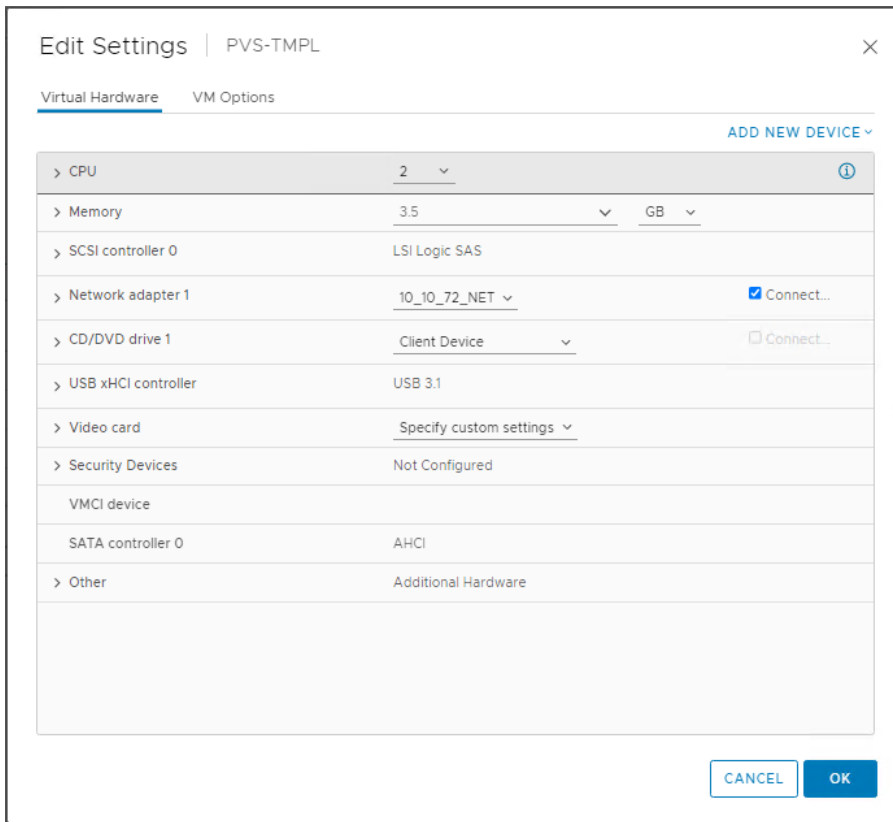 Edit Settings | PVS-TMPL
Virtual Hardware VM Options
ADD NEW DEVICE
CPU 2
Memory 3.5 GB
SCSI controller 0 LSI Logic SAS
Network adapter 1 10_10_72_NET Connect...
CD/DVD drive 1 Client Device Connect...
USB xHCI controller USB 3.1
Video card Specify custom settings
Security Devices Not Configured
VMCI device
SATA controller 0 AHCI
Other Additional Hardware
CANCEL OK